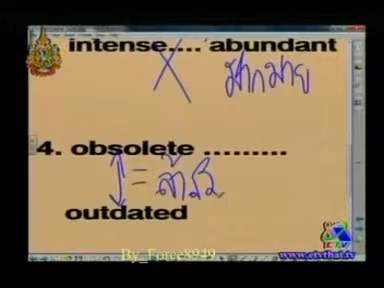 intense.... abundant
X มากมาย
4. obsolete .........
= ล้าสมัย
outdated
By_Force8949
ETV
www.etvthai.tv